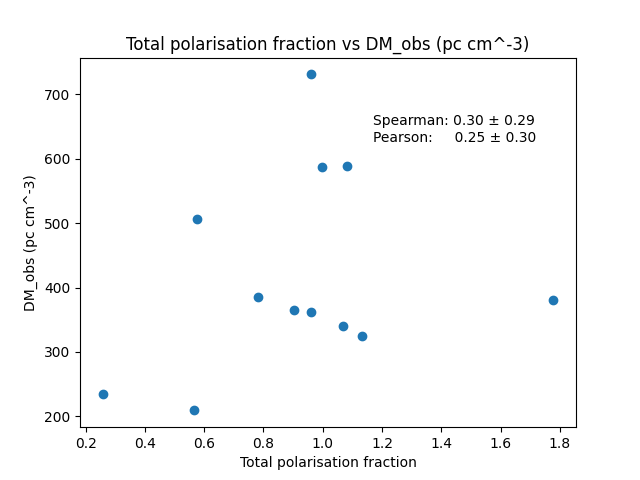 Total polarisation fraction vs DM_obs (pc cm^-3)
Spearman: 0.30 ± 0.29
Pearson: 0.25 ± 0.30
DM_obs (pc cm^-3)
700
600
500
400
300
200
0.2 0.4 0.6 0.8 1.0 1.2 1.4 1.6 1.8
Total polarisation fraction